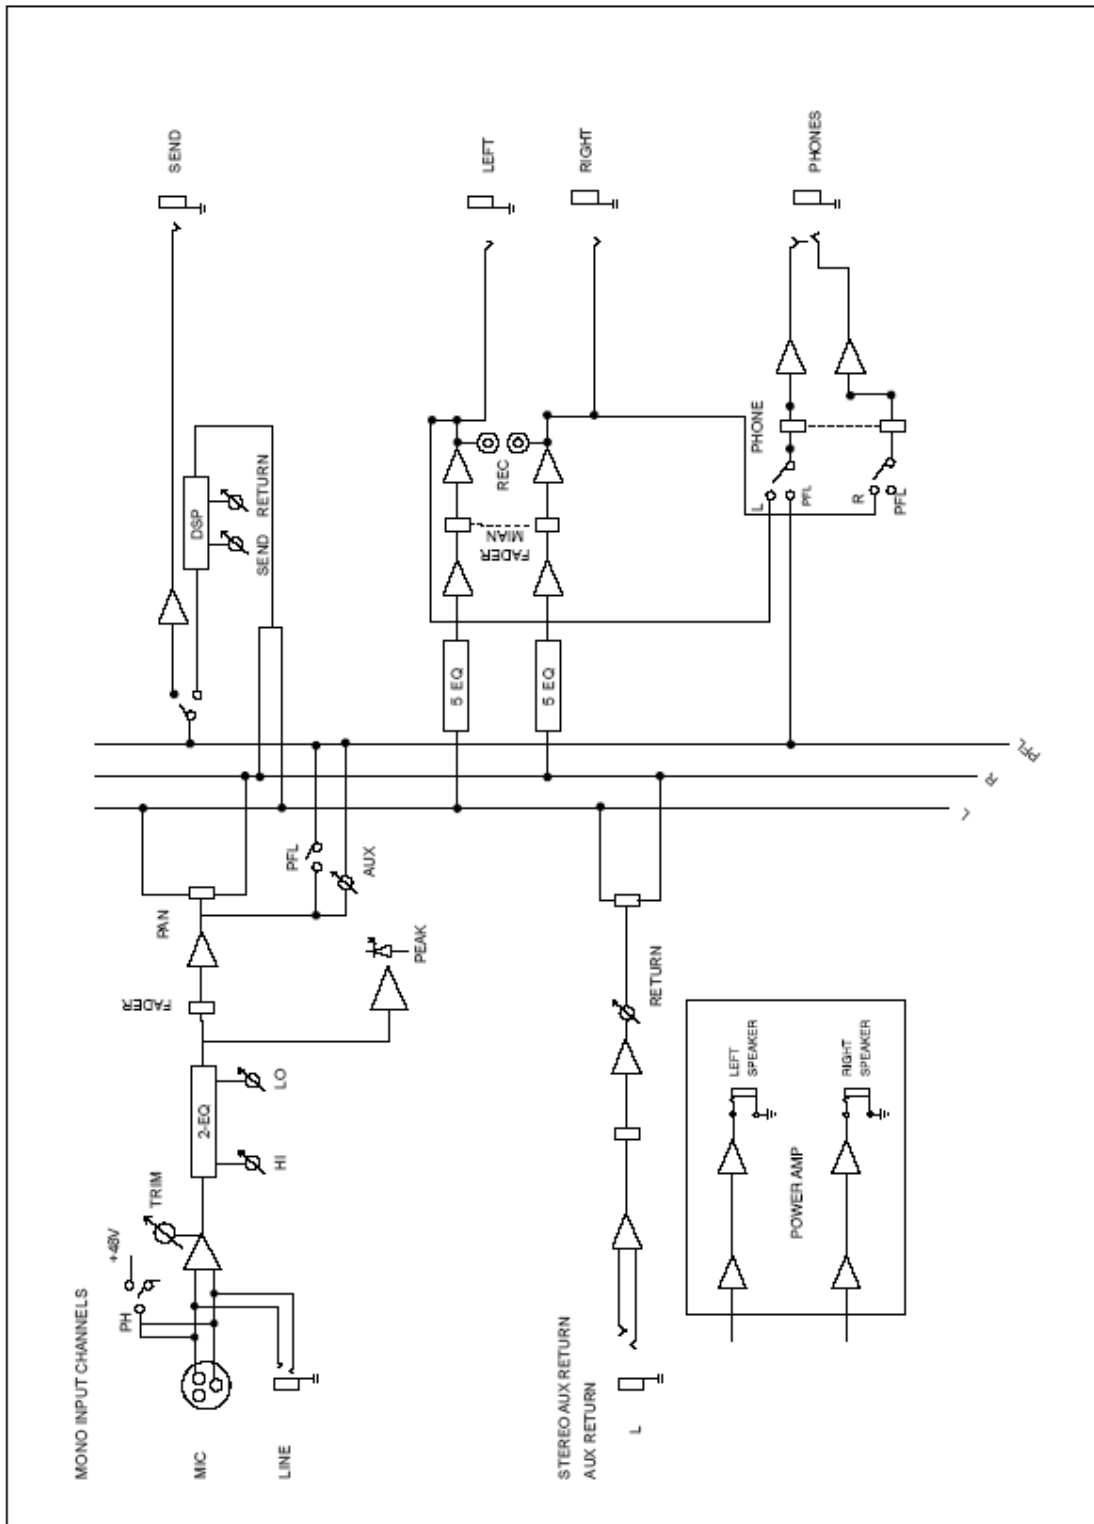 MONO INPUT CHANNELS
MIC
LINE
PH
+48V
TRIM
2-EQ
HI
LO
FADER
PEAK
PAN
PFL
AUX
L
R
PFL
SEND
DSP
SEND RETURN
5 EQ
5 EQ
FADER
MIAN
REC
LEFT
RIGHT
PHONE
L
PFL
R
PFL
PHONES
STEREO AUX RETURN
AUX RETURN
L
RETURN
POWER AMP
LEFT
SPEAKER
RIGHT
SPEAKER